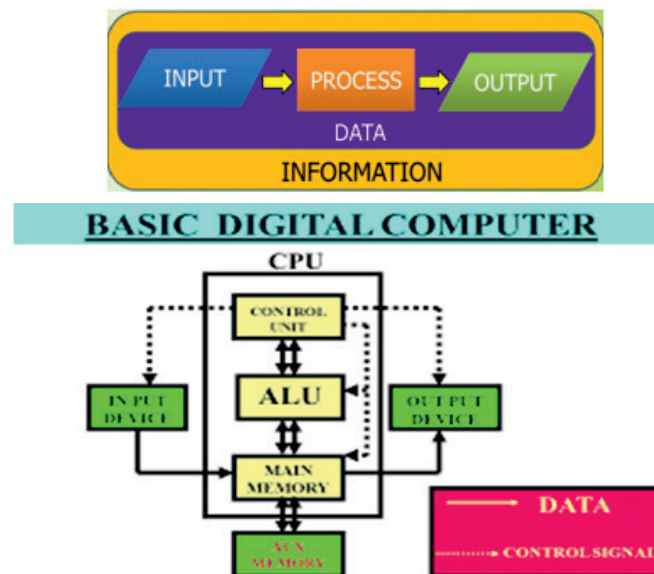 INPUT
PROCESS
OUTPUT
DATA
INFORMATION
BASIC DIGITAL COMPUTER
CPU
CONTROL
UNIT
INPUT
DEVICE
ALU
OUTPUT
DEVICE
MAIN
MEMORY
AUX
MEMORY
DATA
CONTROL SIGNAL